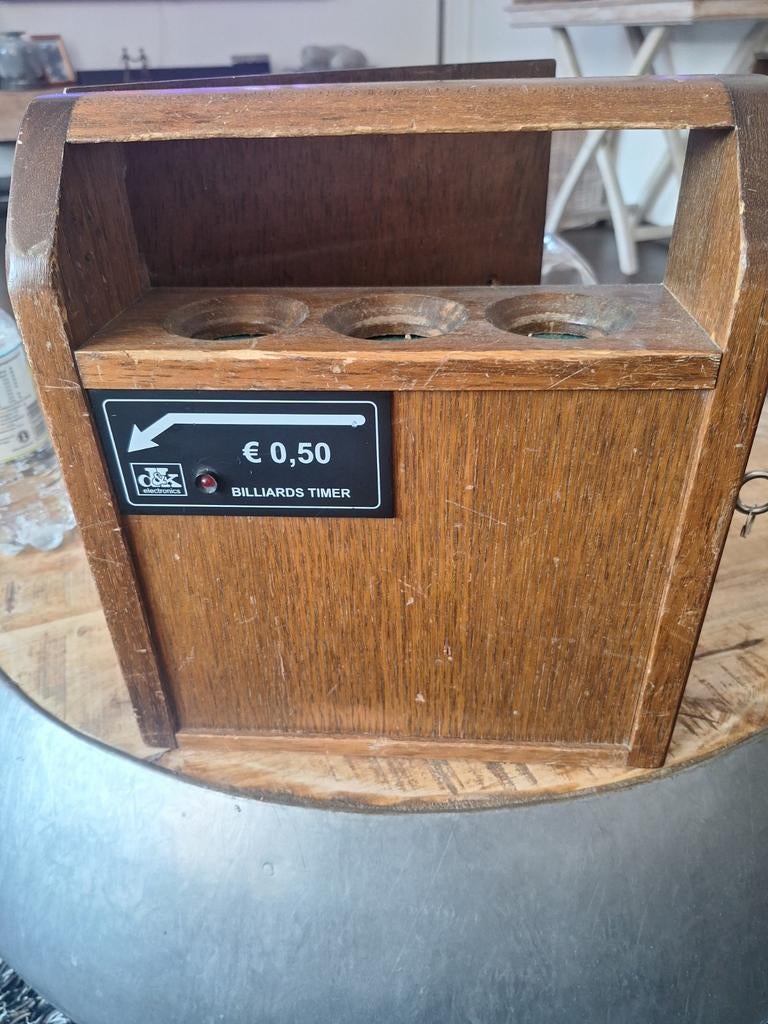 € 0,50
d&k
electronics
BILLIARDS TIMER